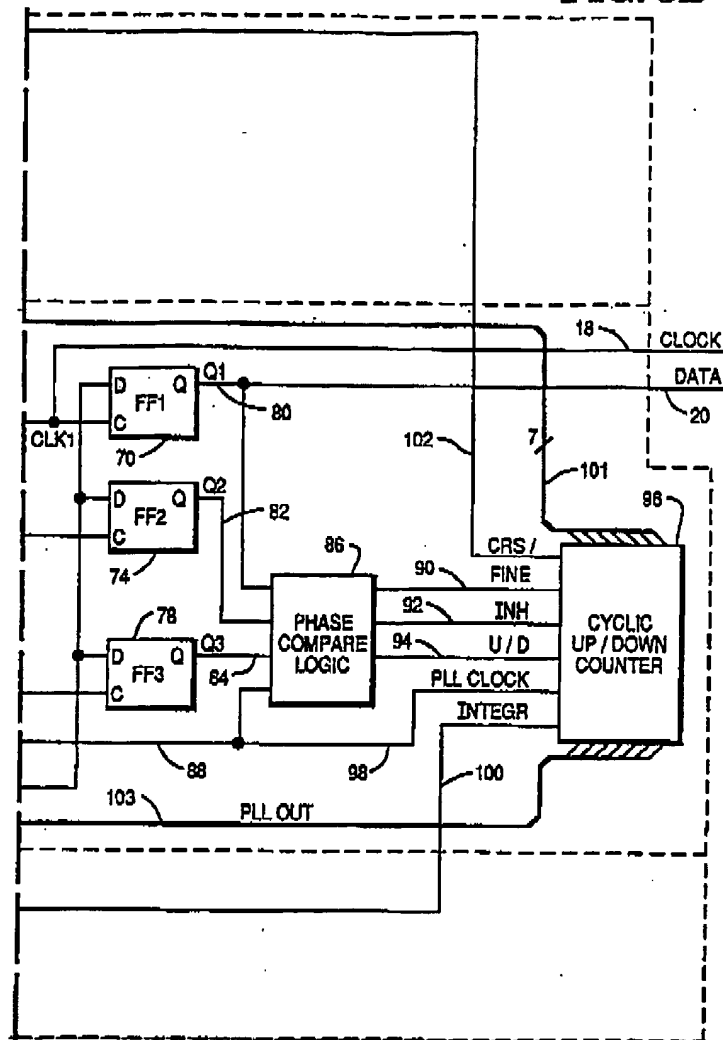 18 CLOCK
DATA
D Q Q1
FF1
C
CLK1
80
20
70
102
7
101
D Q Q2
FF2
C
82
96
74
86
CRS /
90 FINE
78
92 INH
PHASE
COMPARE
LOGIC
CYCLIC
UP / DOWN
COUNTER
D Q Q3
FF3
C
84
94 U / D
PLL CLOCK
INTEGR
88
98
100
103 PLL OUT